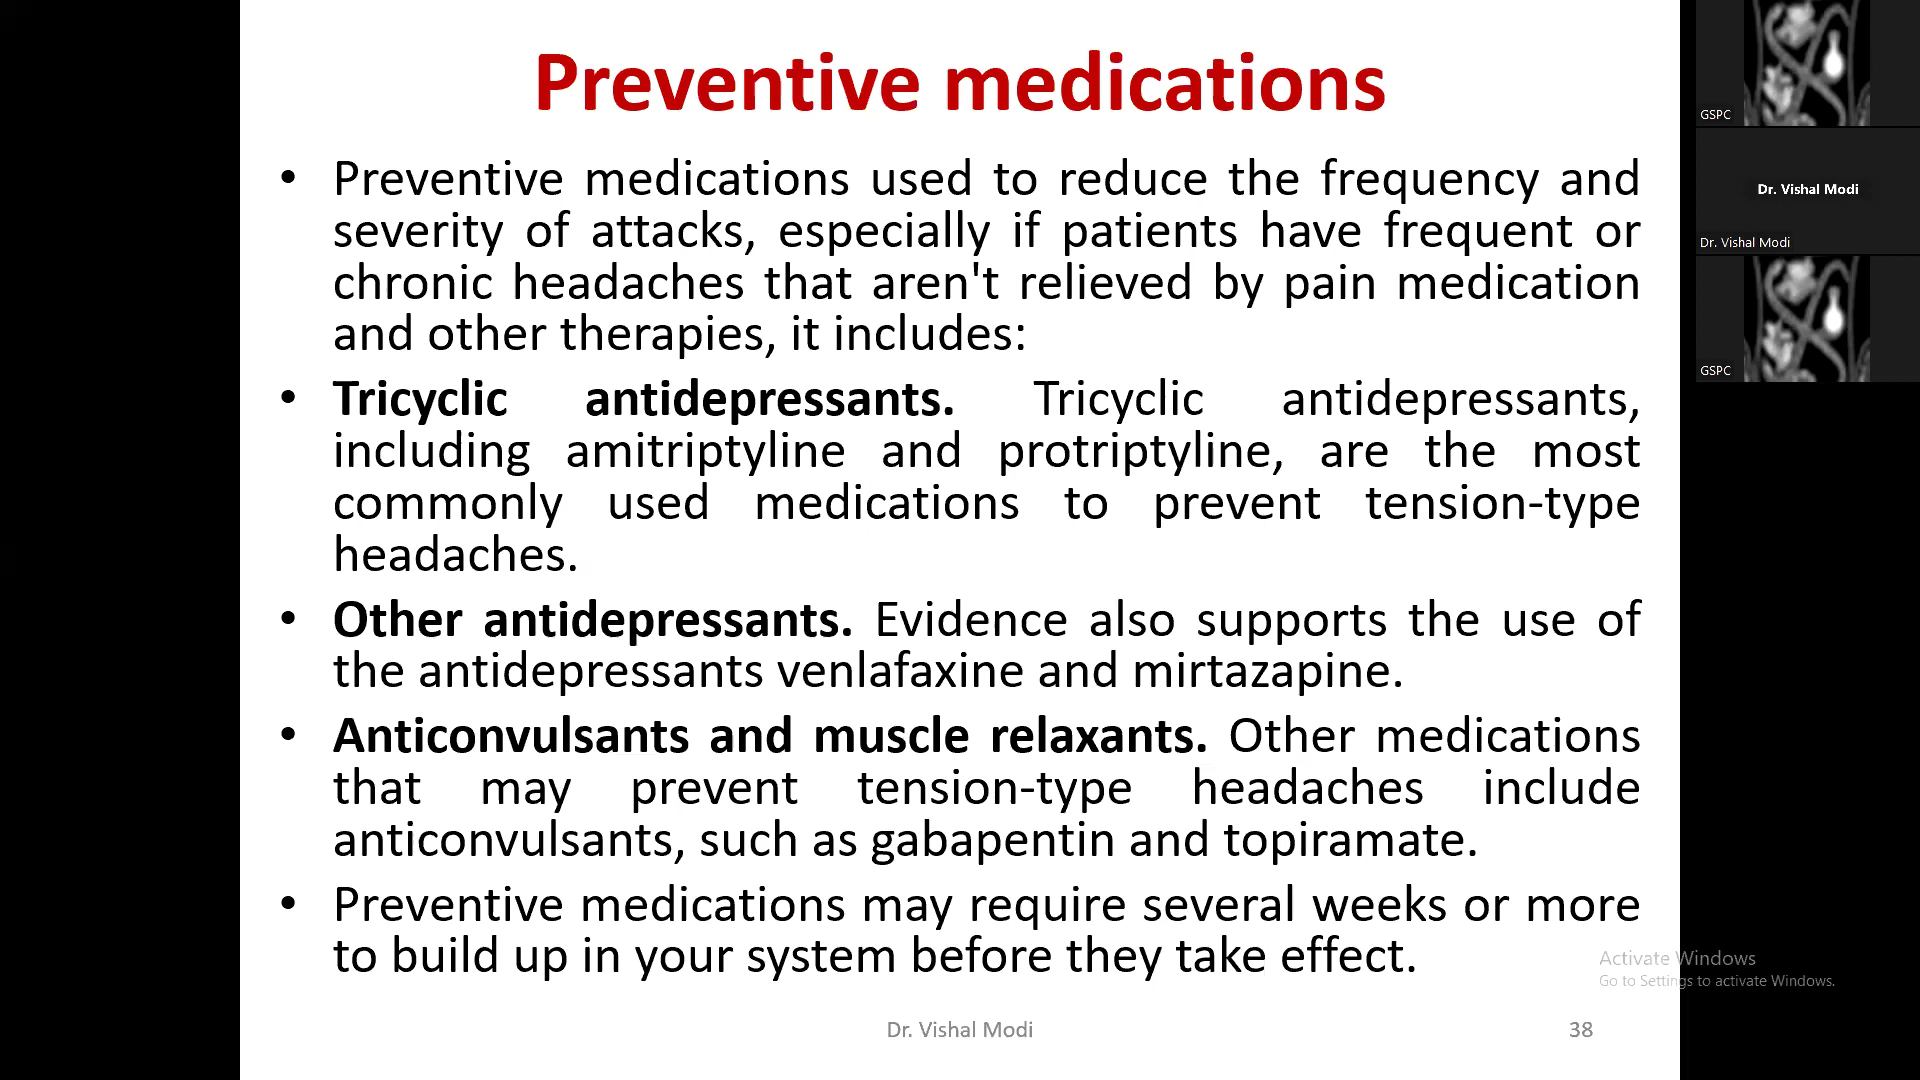 Preventive medications
• Preventive medications used to reduce the frequency and
severity of attacks, especially if patients have frequent or
chronic headaches that aren't relieved by pain medication
and other therapies, it includes:
• Tricyclic antidepressants. Tricyclic antidepressants,
including amitriptyline and protriptyline, are the most
commonly used medications to prevent tension-type
headaches.
• Other antidepressants. Evidence also supports the use of
the antidepressants venlafaxine and mirtazapine.
• Anticonvulsants and muscle relaxants. Other medications
that may prevent tension-type headaches include
anticonvulsants, such as gabapentin and topiramate.
• Preventive medications may require several weeks or more
to build up in your system before they take effect.
Dr. Vishal Modi
38
GSPC
Dr. Vishal Modi
Dr. Vishal Modi
GSPC
Activate Windows
Go to Settings to activate Windows.